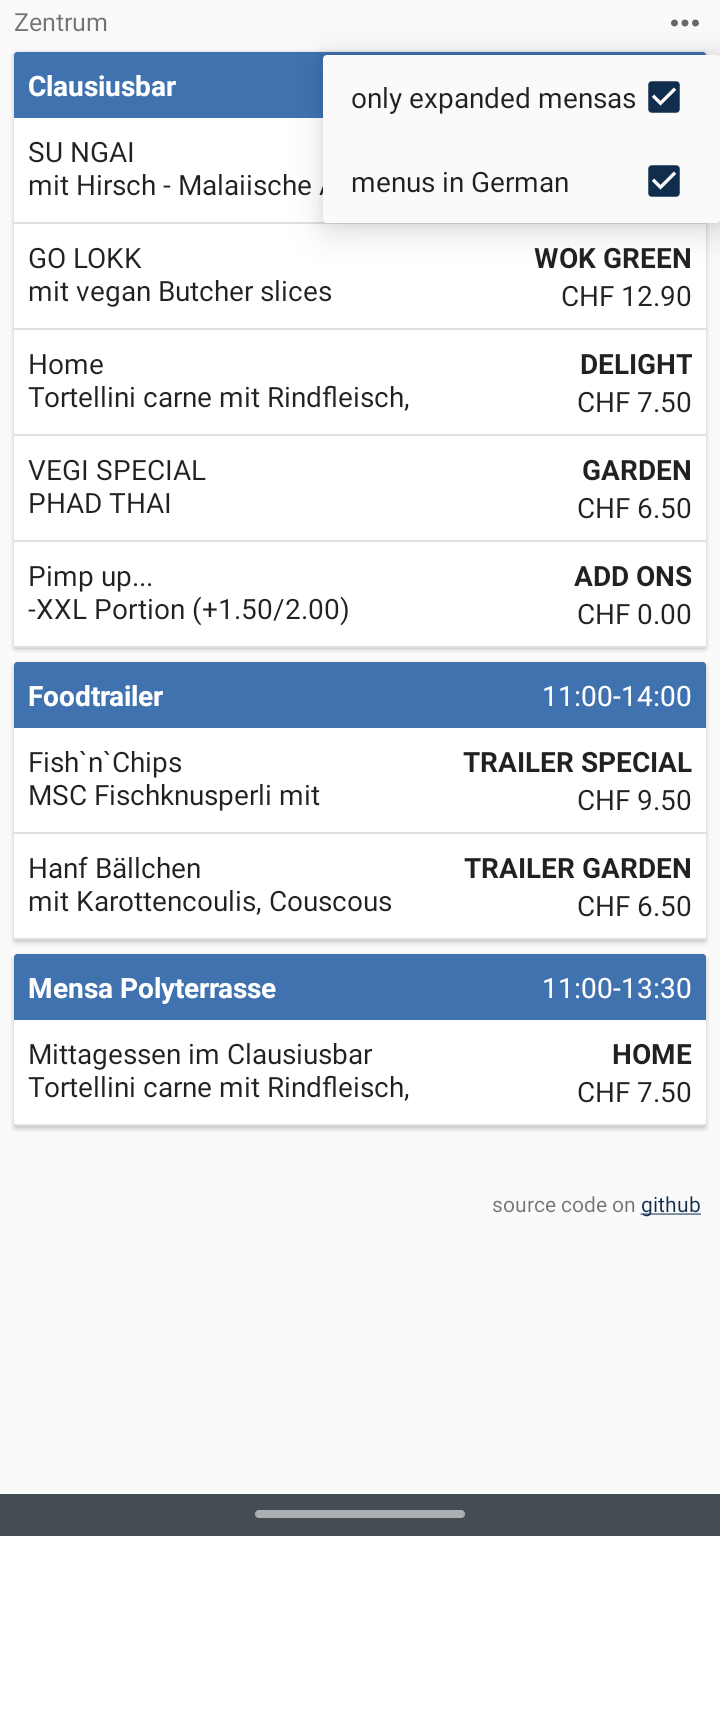 Zentrum
Clausiusbar
only expanded mensas
menus in German
SU NGAI
mit Hirsch - Malaiische
GO LOKK
mit vegan Butcher slices
WOK GREEN
CHF 12.90
Home
Tortellini carne mit Rindfleisch,
DELIGHT
CHF 7.50
VEGI SPECIAL
PHAD THAI
GARDEN
CHF 6.50
Pimp up...
-XXL Portion (+1.50/2.00)
ADD ONS
CHF 0.00
Foodtrailer
11:00-14:00
Fish`n`Chips
MSC Fischknusperli mit
TRAILER SPECIAL
CHF 9.50
Hanf Bällchen
mit Karottencoulis, Couscous
TRAILER GARDEN
CHF 6.50
Mensa Polyterrasse
11:00-13:30
Mittagessen im Clausiusbar
Tortellini carne mit Rindfleisch,
HOME
CHF 7.50
source code on github